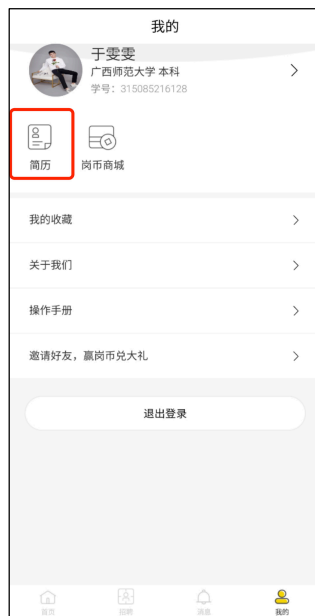 我的
于雯雯
广西师范大学 本科
学号：315085216128
简历
岗币商城
我的收藏
关于我们
操作手册
邀请好友，赢岗币兑大礼
退出登录
首页
招聘
消息
我的